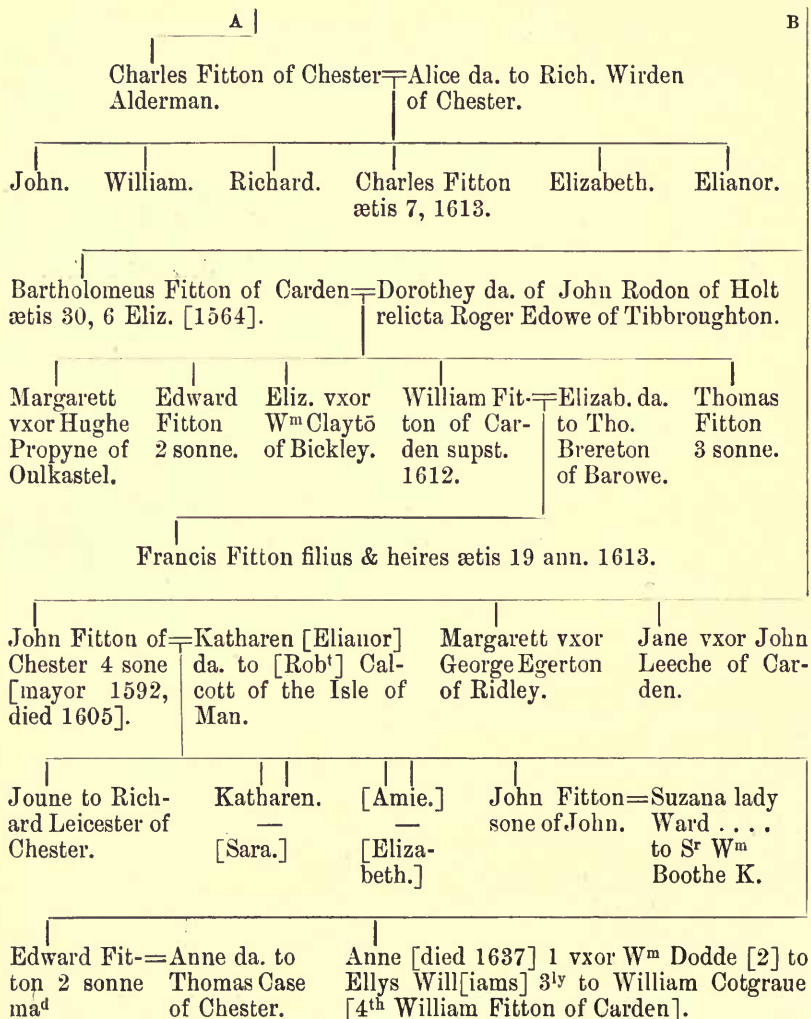 A B
Charles Fitton of Chester=Alice da. to Rich. Wirden
Alderman. of Chester.
John. William. Richard. Charles Fitton Elizabeth. Elianor.
ætis 7, 1613.
Bartholomeus Fitton of Carden=Dorothey da. of John Rodon of Holt
ætis 30, 6 Eliz. [1564]. relicta Roger Edowe of Tibbroughton.
Margarett Edward Eliz. vxor William Fit-=Elizab. da. Thomas
vxor Hughe Fitton Wm Claytō ton of Car- to Tho. Fitton
Propyne of 2 sonne. of Bickley. den supst. Brereton 3 sonne.
Oulkastel. 1612. of Barowe.
Francis Fitton filius & heires ætis 19 ann. 1613.
John Fitton of=Katharen [Elianor] Margarett vxor Jane vxor John
Chester 4 sone da. to [Robt] Cal- George Egerton Leeche of Car-
[mayor 1592, cott of the Isle of of Ridley. den.
died 1605]. Man.
Joune to Rich- Katharen. [Amie.] John Fitton=Suzana lady
ard Leicester of — — sone of John. Ward ....
Chester. [Sara.] [Eliza- to Sr Wm
beth.] Boothe K.
Edward Fit-=Anne da. to Anne [died 1637] 1 vxor Wm Dodde [2] to
ton 2 sonne Thomas Case Ellys Will[iams] 3ly to William Cotgraue
mad of Chester. [4th William Fitton of Carden].